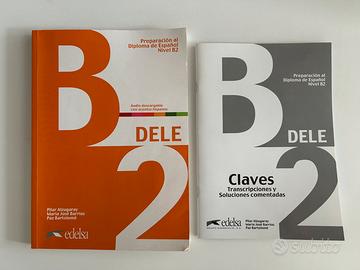 Preparación al
Diploma de Español
Nivel B2
B
Audio descargable
con acentos hispanos
DELE
2
Pilar Alzugaray
María José Barrios
Paz Bartolomé
edelsa
Preparación al
Diploma de Español
Nivel B2
B
DELE
Claves
Transcripciones y
Soluciones comentadas
2
edelsa
Pilar Alzugaray
María José Barrios
Paz Bartolomé
subito